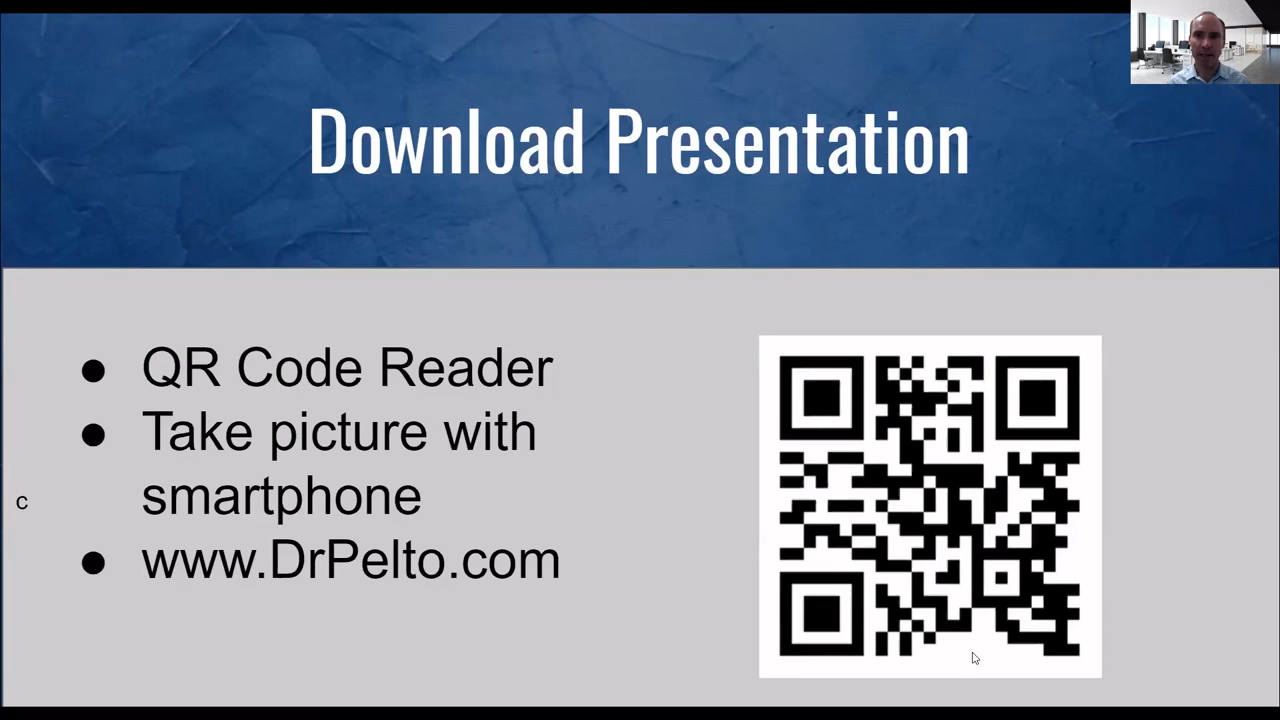 Download Presentation
QR Code Reader
Take picture with
smartphone
c
www.DrPelto.com